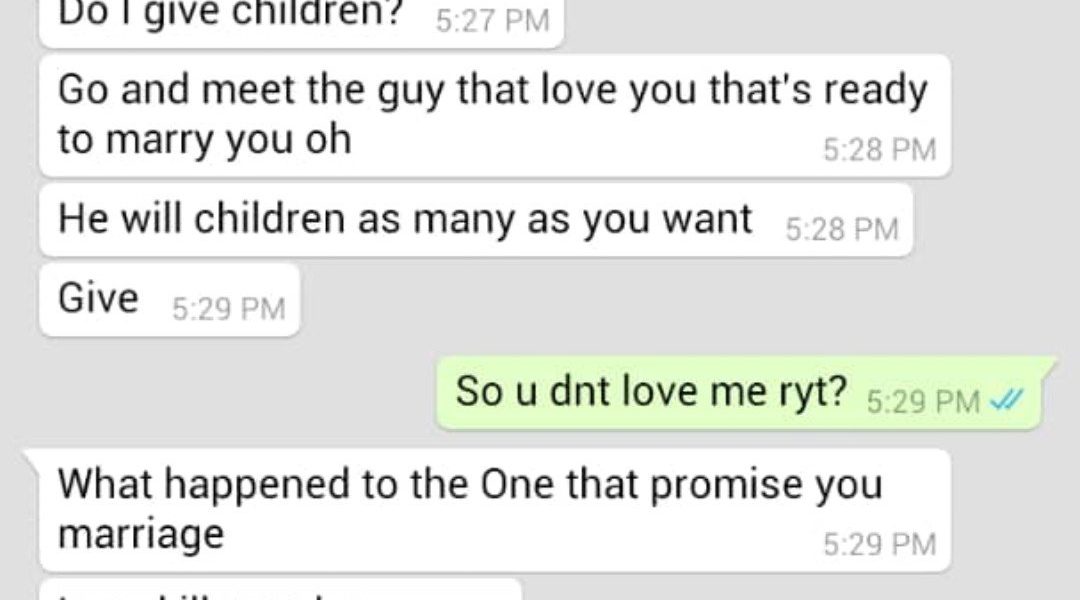 Do I give children? 5:27 PM
Go and meet the guy that love you that's ready
to marry you oh 5:28 PM
He will children as many as you want 5:28 PM
Give 5:29 PM
So u dnt love me ryt? 5:29 PM
What happened to the One that promise you
marriage 5:29 PM